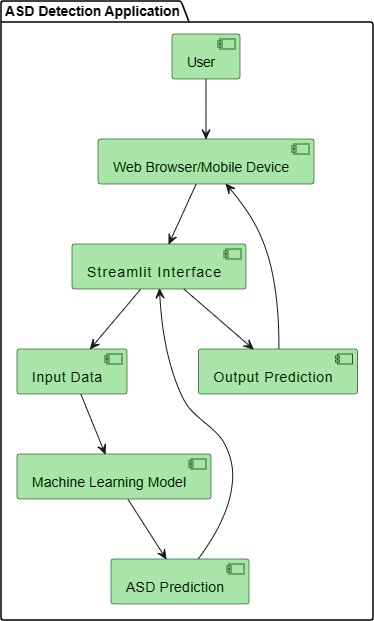 ASD Detection Application
User
Web Browser/Mobile Device
Streamlit Interface
Input Data
Output Prediction
Machine Learning Model
ASD Prediction